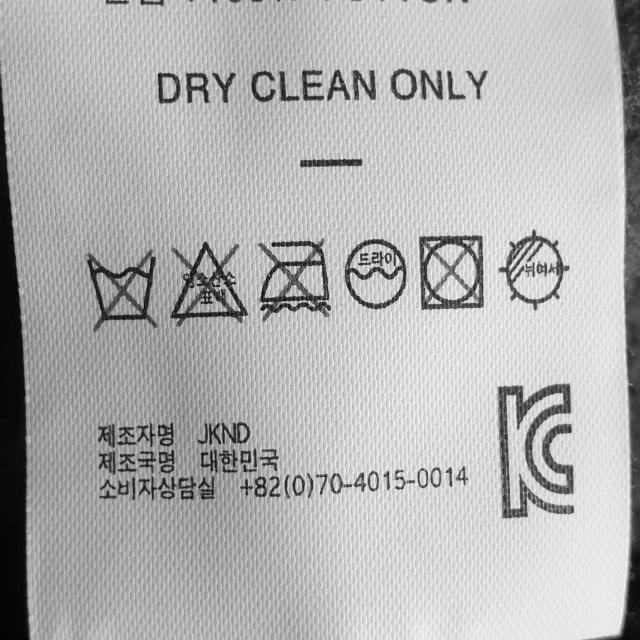 DRY CLEAN ONLY
드라이
뉘여서
제조자명 JKND
제조국명 대한민국
소비자상담실 +82(0)70-4015-0014